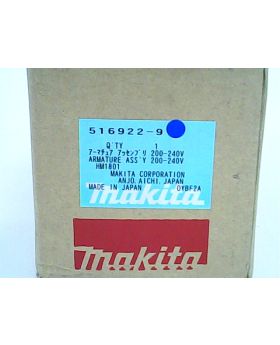 516922-9
Q'TY 1
アーマチュア アッセンブリ 200-240V
ARMATURE ASS'Y 200-240V
HM1801
MAKITA CORPORATION
ANJO,AICHI,JAPAN
MADE IN JAPAN OYBF2A
makita
makita